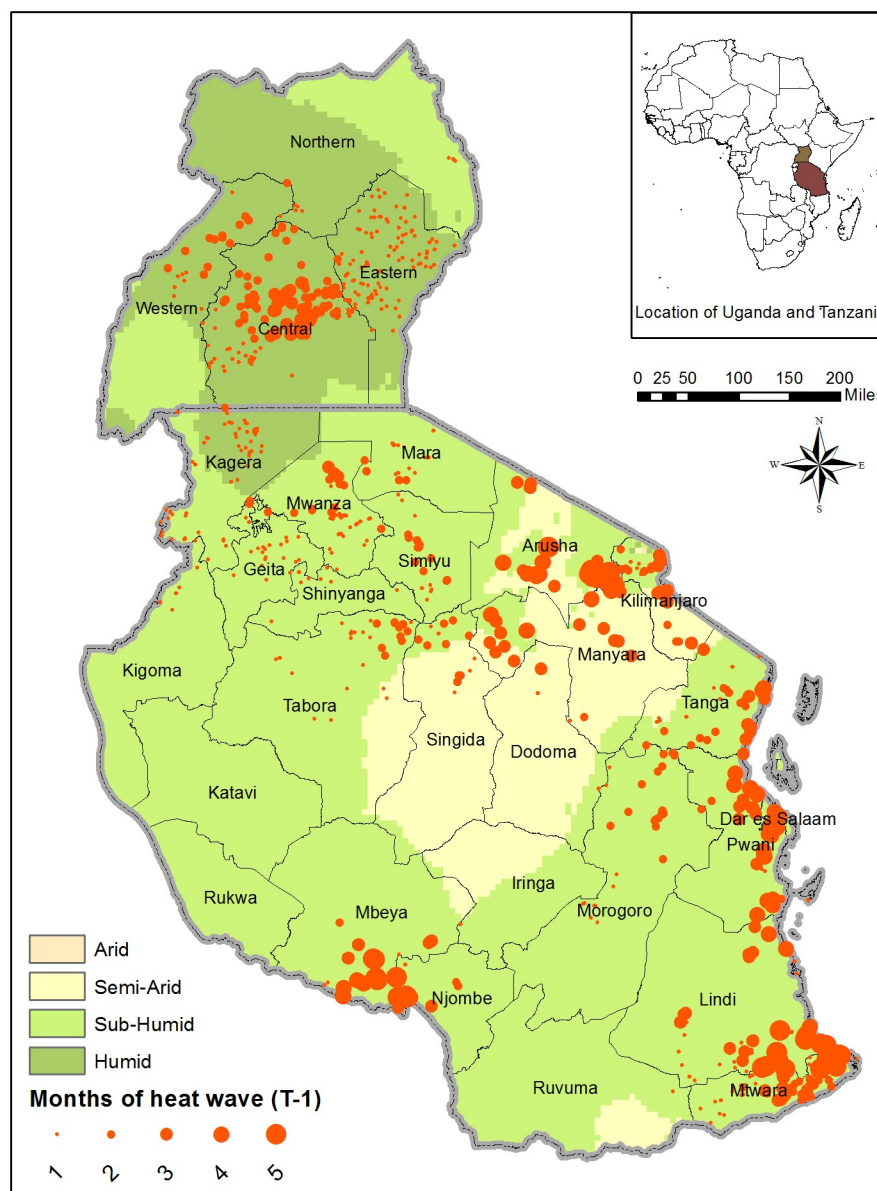 Northern
Eastern
Western
Central
Location of Uganda and Tanzani
0 25 50 100 150 200
Miles
N
W E
S
Kagera
Mara
Mwanza
Arusha
Geita
Simiyu
Shinyanga
Kilimanjaro
Kigoma
Manyara
Tabora
Tanga
Singida
Dodoma
Katavi
Dar es Salaam
Pwani
Rukwa
Iringa
Mbeya
Morogoro
Njombe
Lindi
Ruvuma
Mtwara
Arid
Semi-Arid
Sub-Humid
Humid
Months of heat wave (T-1)
1 2 3 4 5